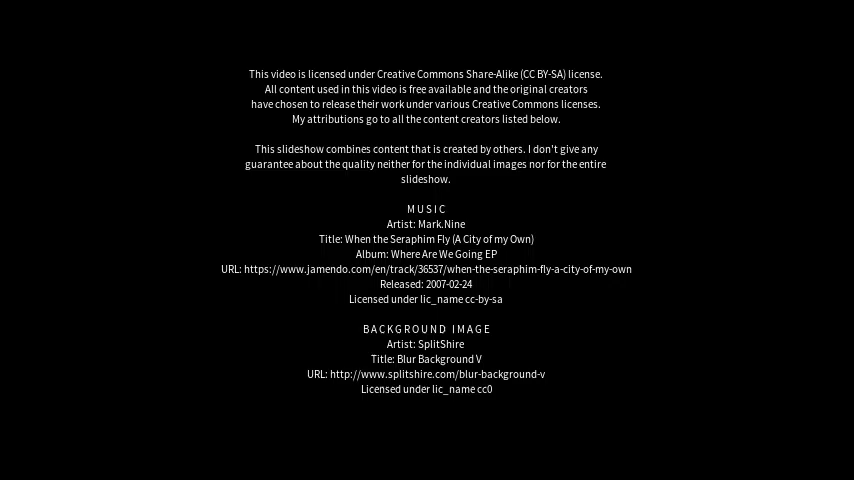 This video is licensed under Creative Commons Share-Alike (CC BY-SA) license.
All content used in this video is free available and the original creators
have chosen to release their work under various Creative Commons licenses.
My attributions go to all the content creators listed below.
This slideshow combines content that is created by others. I don't give any
guarantee about the quality neither for the individual images nor for the entire
slideshow.
MUSIC
Artist: Mark.Nine
Title: When the Seraphim Fly (A City of my Own)
Album: Where Are We Going EP
URL: https://www.jamendo.com/en/track/36537/when-the-seraphim-fly-a-city-of-my-own
Released: 2007-02-24
Licensed under lic_name cc-by-sa
BACKGROUND IMAGE
Artist: SplitShire
Title: Blur Background V
URL: http://www.splitshire.com/blur-background-v
Licensed under lic_name cc0